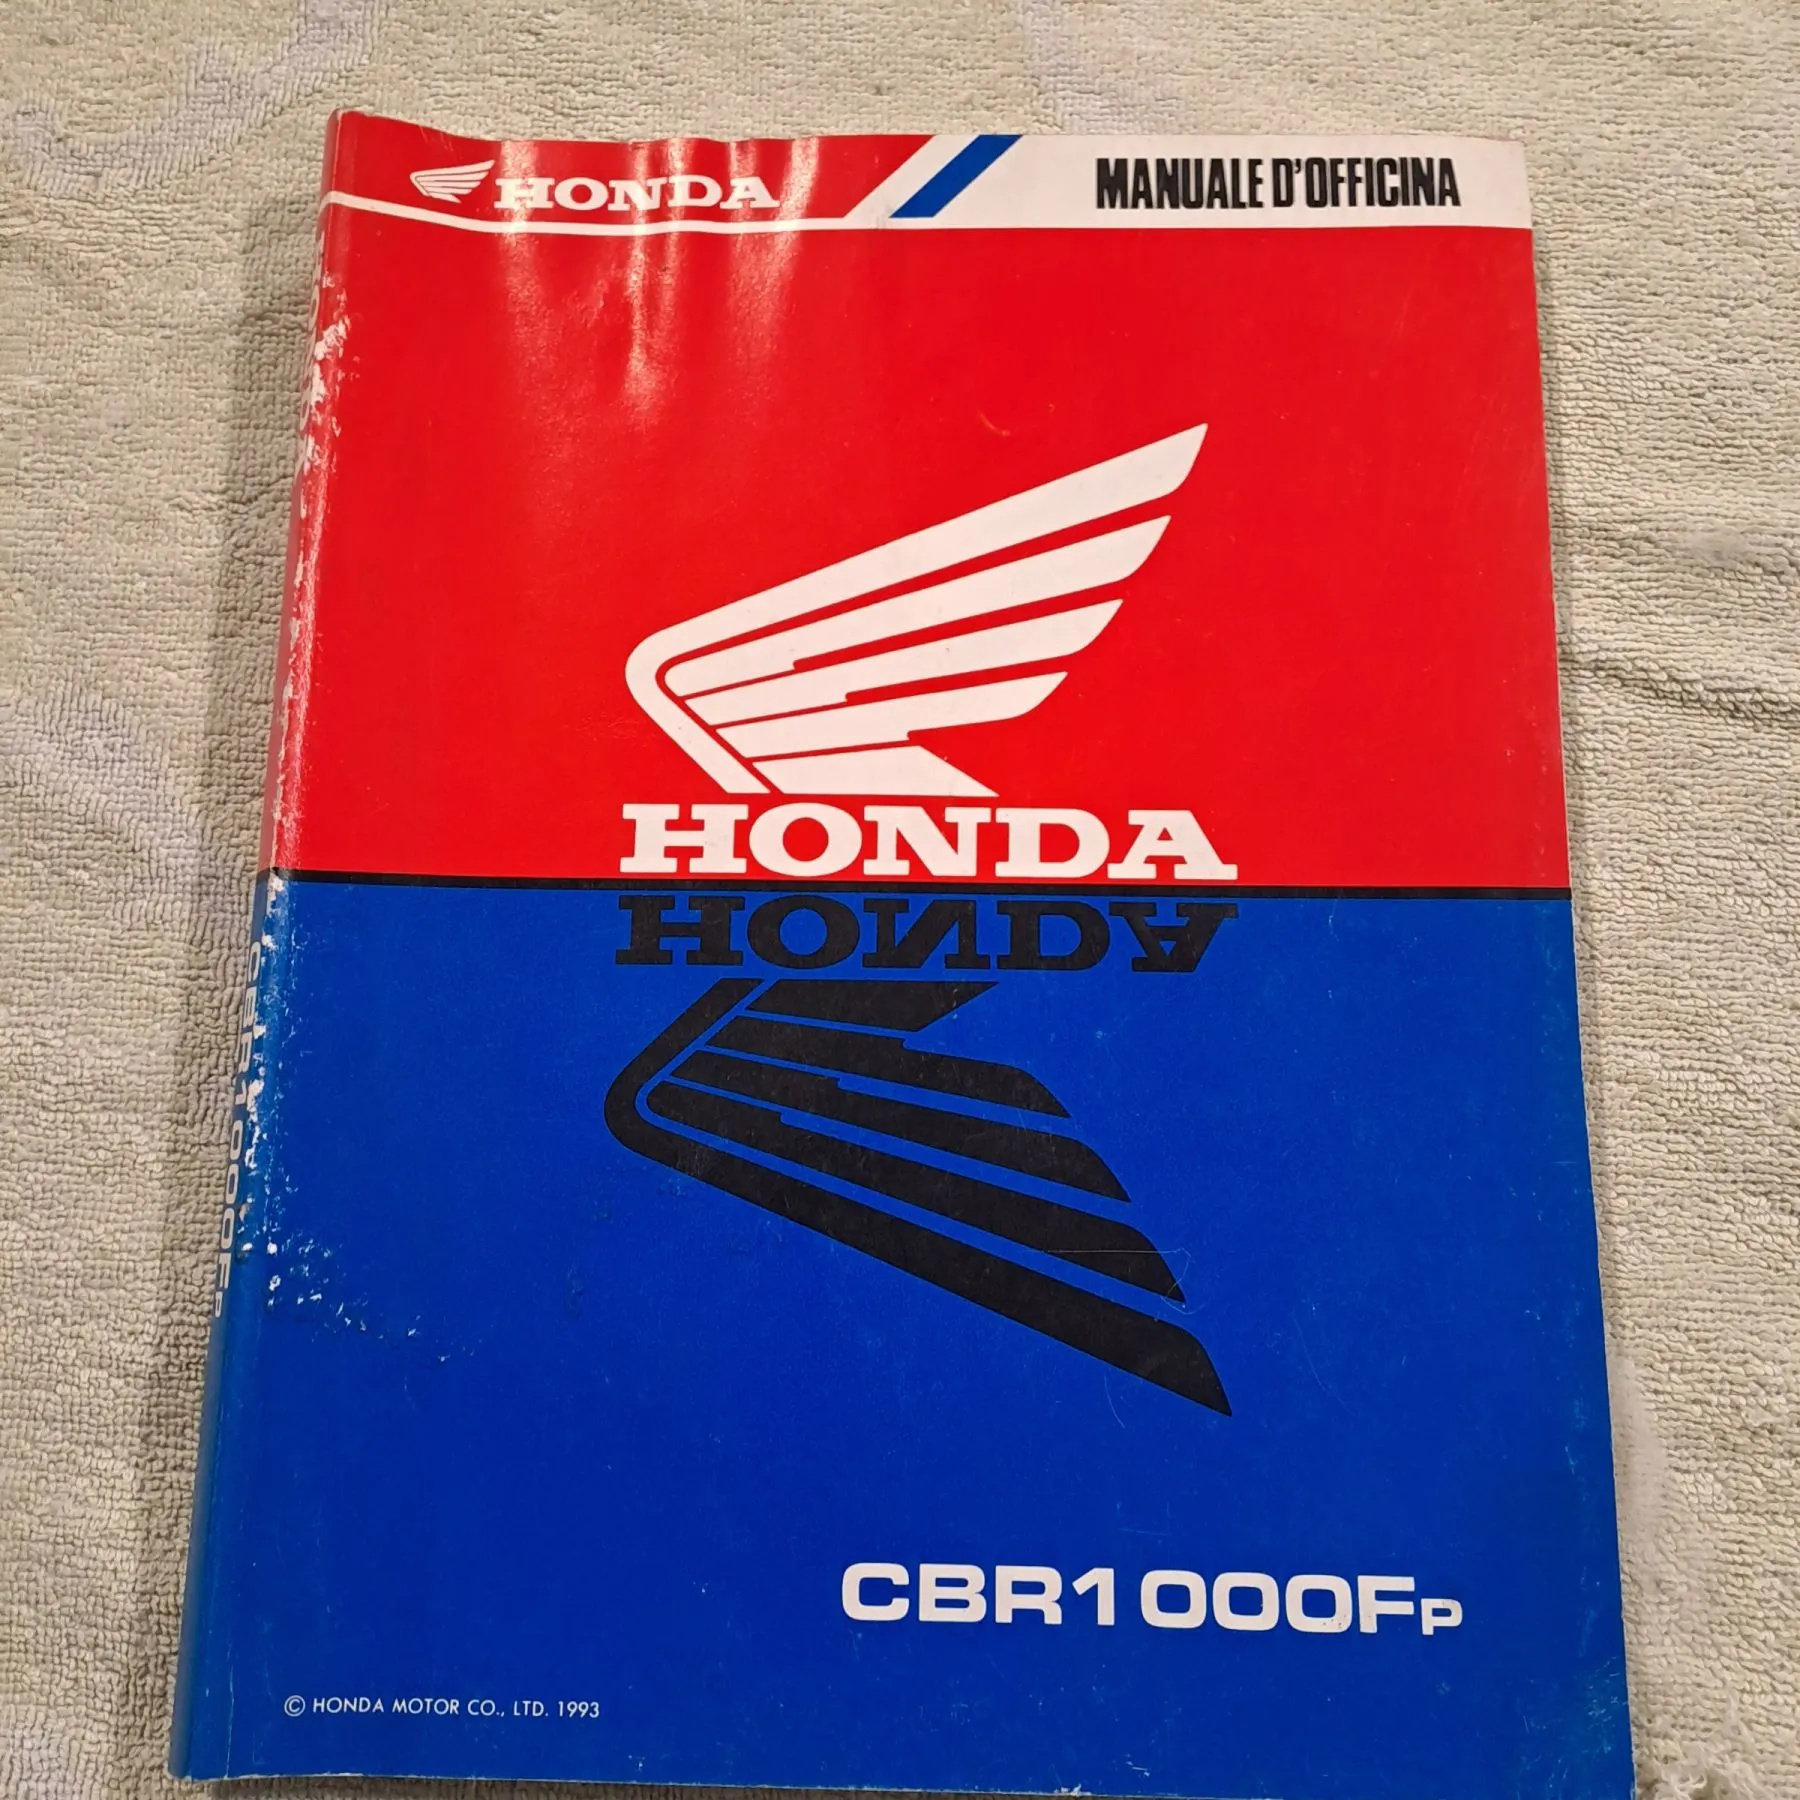 HONDA
MANUALE D'OFFICINA
HONDA
HONDA
CBR1000FP
© HONDA MOTOR CO., LTD. 1993
CBR1000FP